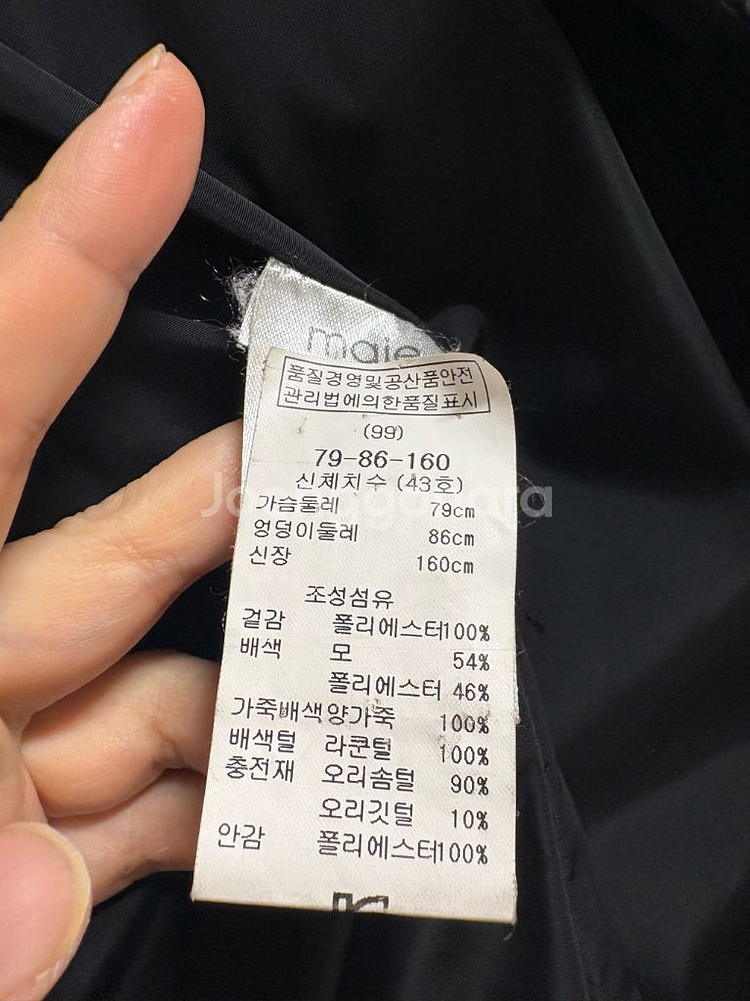 maje
품질경영및공산품안전
관리법에의한품질표시
(99)
79-86-160
신체치수 (43호)
가슴둘레 79cm
엉덩이둘레 86cm
신장 160cm
조성섬유
겉감 폴리에스터100%
배색 모 54%
폴리에스터 46%
가죽배색양가죽 100%
배색털 라쿤털 100%
충전재 오리솜털 90%
오리깃털 10%
안감 폴리에스터100%